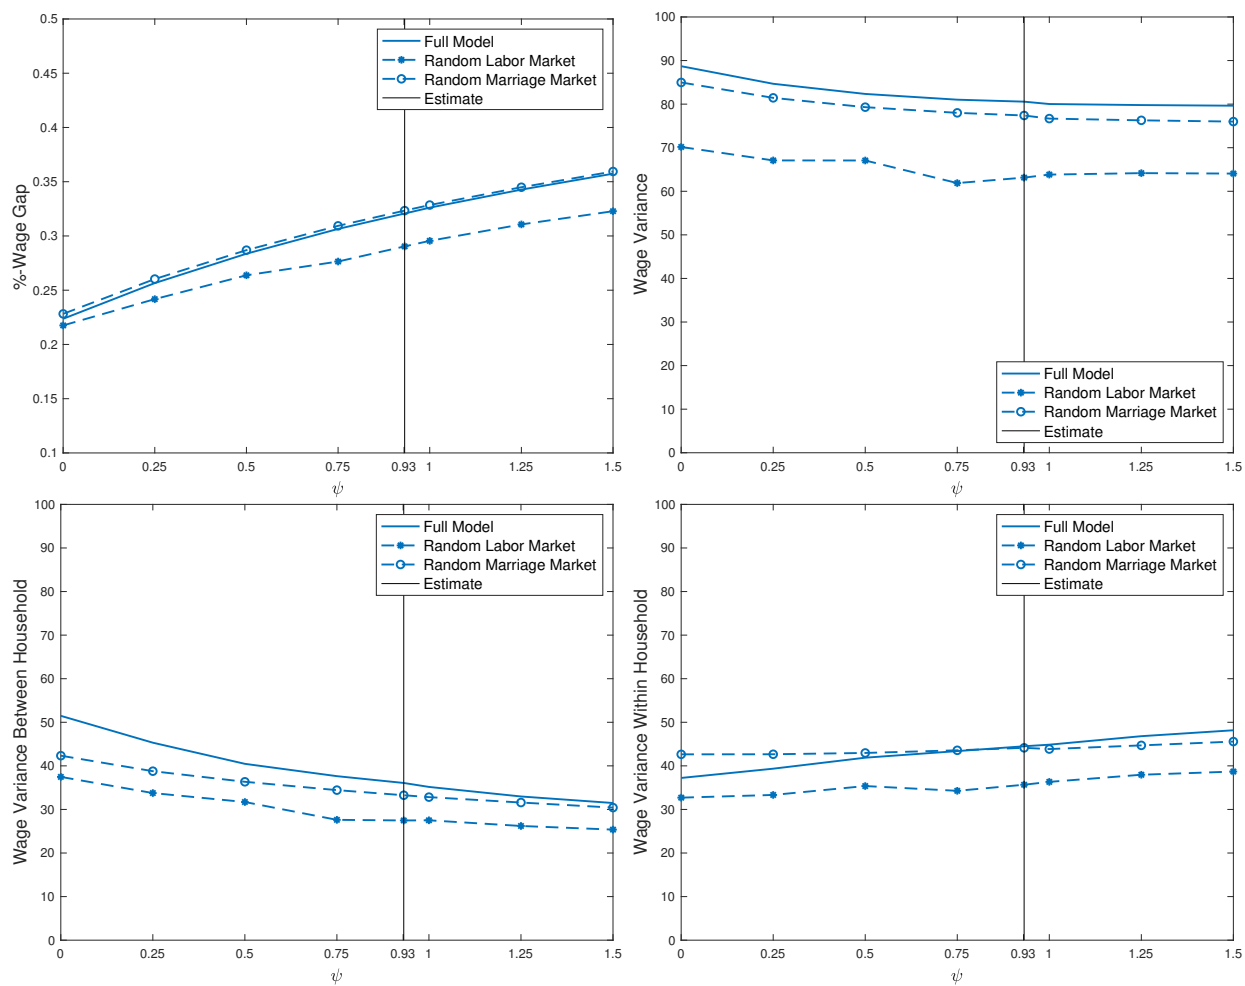 %-Wage Gap
0.5
0.45
0.4
0.35
0.3
0.25
0.2
0.15
0.1
Full Model
Random Labor Market
Random Marriage Market
Estimate
0 0.25 0.5 0.75 0.93 1 1.25 1.5
ψ
Wage Variance
100
90
80
70
60
50
40
30
20
10
0
Full Model
Random Labor Market
Random Marriage Market
Estimate
0 0.25 0.5 0.75 0.93 1 1.25 1.5
ψ
Wage Variance Between Household
100
90
80
70
60
50
40
30
20
10
0
Full Model
Random Labor Market
Random Marriage Market
Estimate
0 0.25 0.5 0.75 0.93 1 1.25 1.5
ψ
Wage Variance Within Household
100
90
80
70
60
50
40
30
20
10
0
Full Model
Random Labor Market
Random Marriage Market
Estimate
0 0.25 0.5 0.75 0.93 1 1.25 1.5
ψ